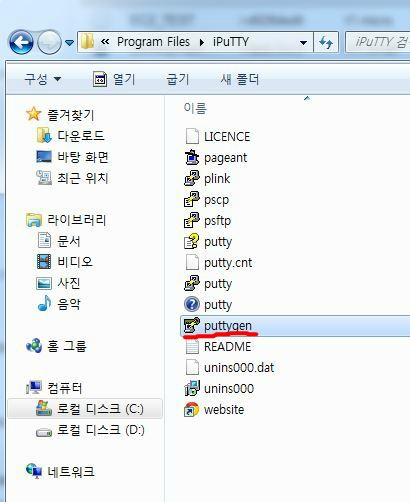 Program Files
iPuTTY
iPuTTY 검
구성
열기
굽기
새 폴더
즐겨찾기
다운로드
바탕 화면
최근 위치
라이브러리
문서
비디오
사진
음악
홈 그룹
컴퓨터
로컬 디스크 (C:)
로컬 디스크 (D:)
네트워크
이름
LICENCE
pageant
plink
pscp
psftp
putty
putty.cnt
putty
putty
puttygen
README
unins000.dat
unins000
website